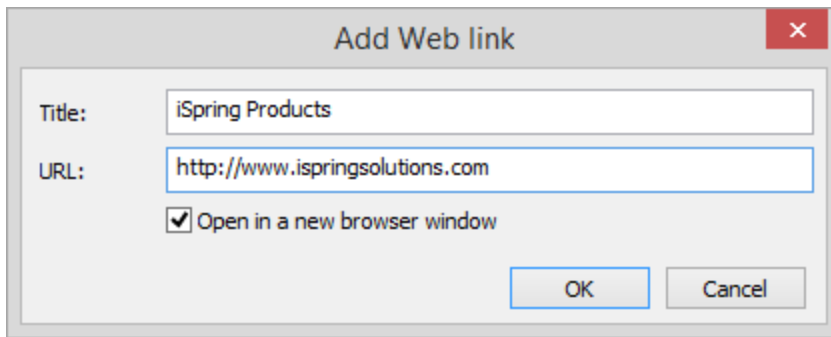 Add Web link
Title: iSpring Products
URL: http://www.ispringsolutions.com
Open in a new browser window
OK Cancel